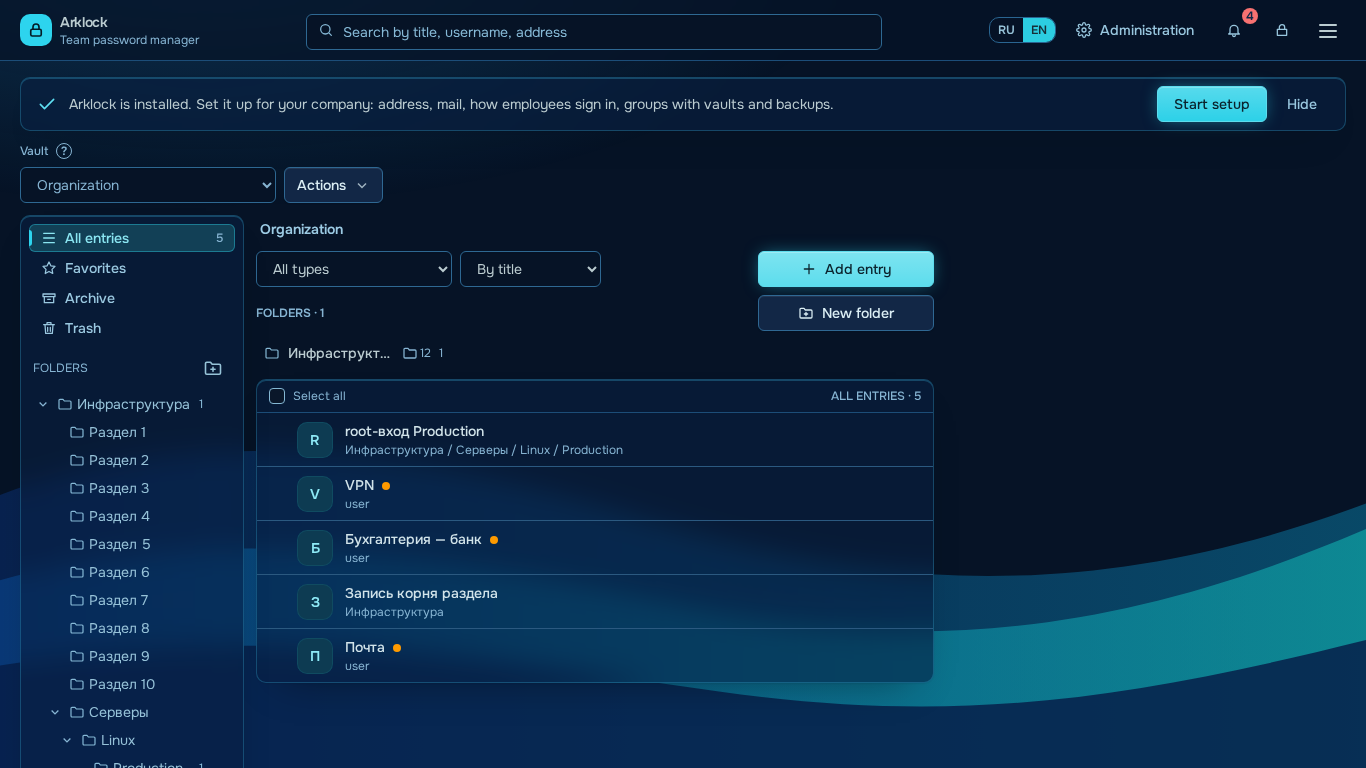 Arklock
Team password manager
Search by title, username, address
RU EN
Administration
4
Arklock is installed. Set it up for your company: address, mail, how employees sign in, groups with vaults and backups.
Start setup
Hide
Vault ?
Organization
Actions
All entries 5
Favorites
Archive
Trash
FOLDERS
Инфраструктура 1
Раздел 1
Раздел 2
Раздел 3
Раздел 4
Раздел 5
Раздел 6
Раздел 7
Раздел 8
Раздел 9
Раздел 10
Серверы
Linux
Production 1
Organization
All types
By title
Add entry
FOLDERS · 1
New folder
Инфраструкт... 12 1
Select all
ALL ENTRIES · 5
R
root-вход Production
Инфраструктура / Серверы / Linux / Production
V
VPN
user
Б
Бухгалтерия — банк
user
З
Запись корня раздела
Инфраструктура
П
Почта
user